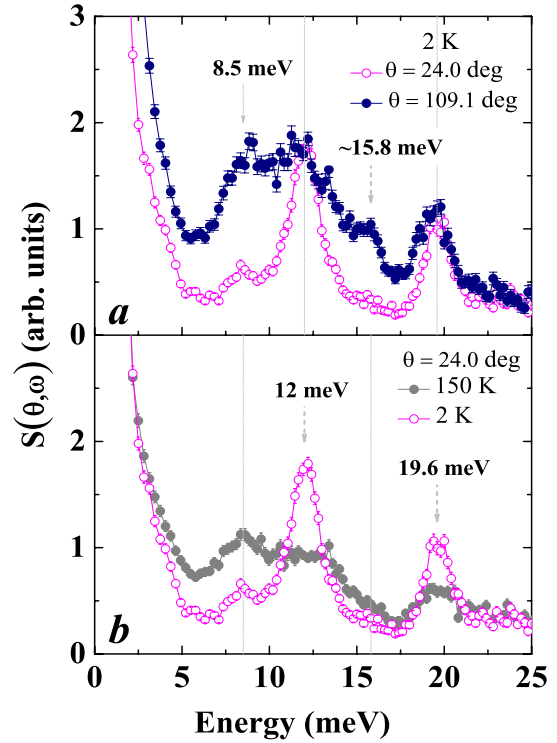 3
2 K
8.5 meV
θ = 24.0 deg
θ = 109.1 deg
2
~15.8 meV
1
a
0
S(θ,ω) (arb. units)
θ = 24.0 deg
150 K
12 meV
2 K
2
19.6 meV
1
b
0
0 5 10 15 20 25
Energy (meV)